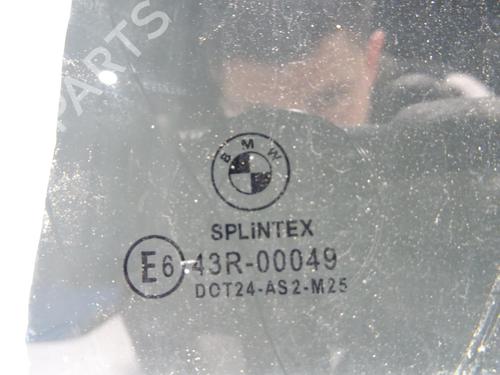 PARTS
BMW
SPLiNTEX
E6 43R-00049
DOT24-AS2-M25